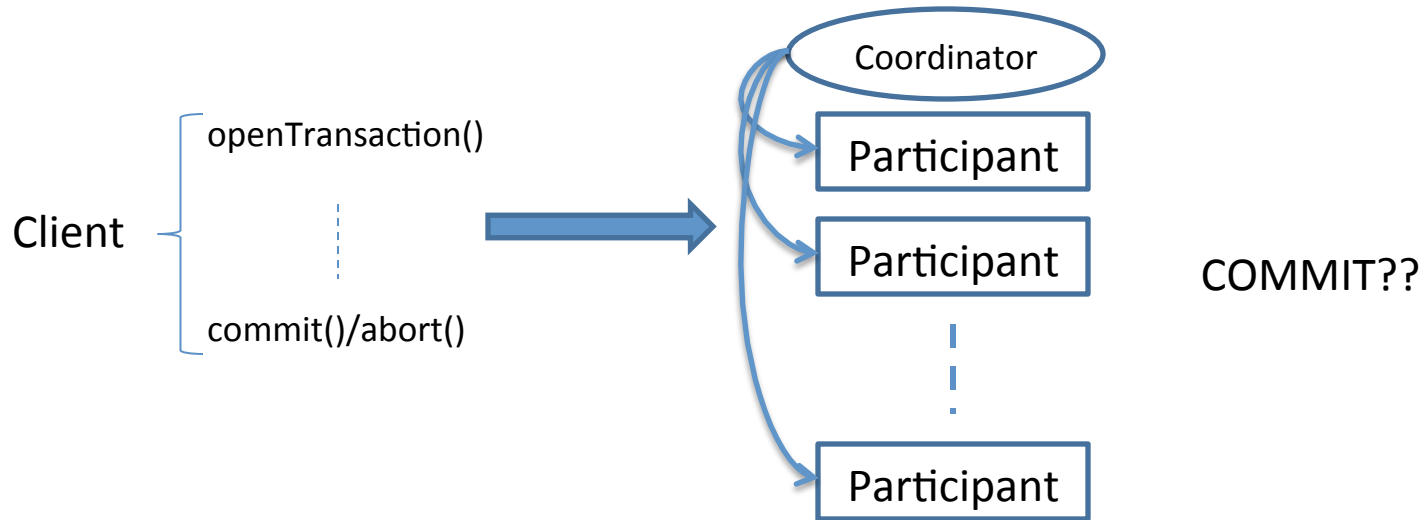 Client
openTransaction()
commit()/abort()
Coordinator
Participant
Participant
Participant
COMMIT??